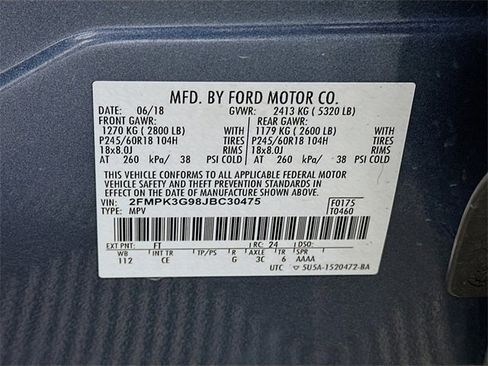 MFD. BY FORD MOTOR CO.
DATE: 06/18 GVWR: 2413 KG ( 5320 LB)
FRONT GAWR: REAR GAWR:
1270 KG ( 2800 LB) WITH 1179 KG ( 2600 LB) WITH
P245/60R18 104H TIRES P245/60R18 104H TIRES
18x8.0J RIMS 18x8.0J RIMS
AT 260 kPa/ 38 PSI COLD AT 260 kPa/ 38 PSI COLD
THIS VEHICLE CONFORMS TO ALL APPLICABLE FEDERAL MOTOR
VEHICLE SAFETY AND THEFT PREVENTION STANDARDS IN EFFECT ON
THE DATE OF MANUFACTURE SHOWN ABOVE.
VIN: 2FMPK3G98JBC30475 F0175
TYPE: MPV T0460
EXT PNT: FT RC: 24 DSO:
WB INT TR TP/PS R AXLE TR SPR
112 CE G 3C 6 AAAA
UTC 5U5A-1520472-BA